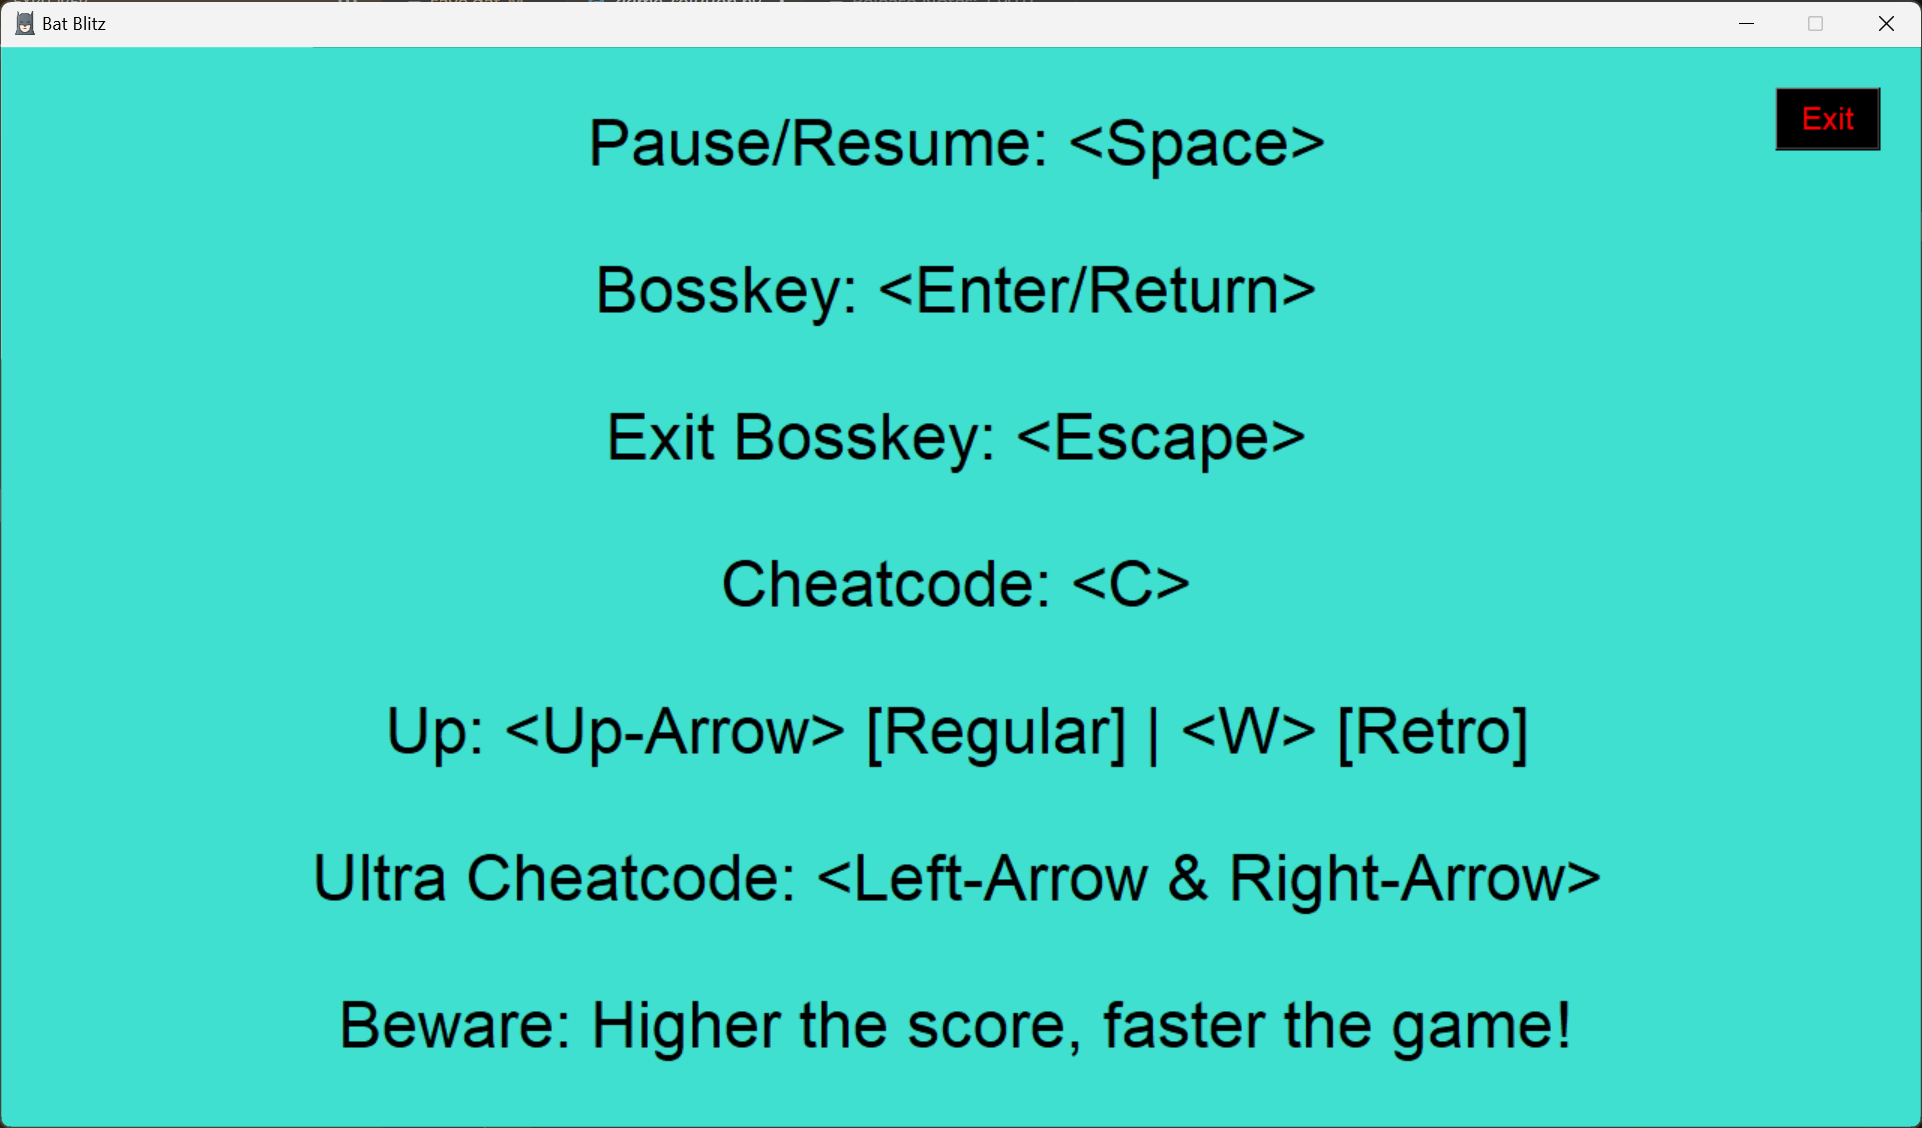 Bat Blitz
Exit
Pause/Resume: <Space>
Bosskey: <Enter/Return>
Exit Bosskey: <Escape>
Cheatcode: <C>
Up: <Up-Arrow> [Regular] | <W> [Retro]
Ultra Cheatcode: <Left-Arrow & Right-Arrow>
Beware: Higher the score, faster the game!